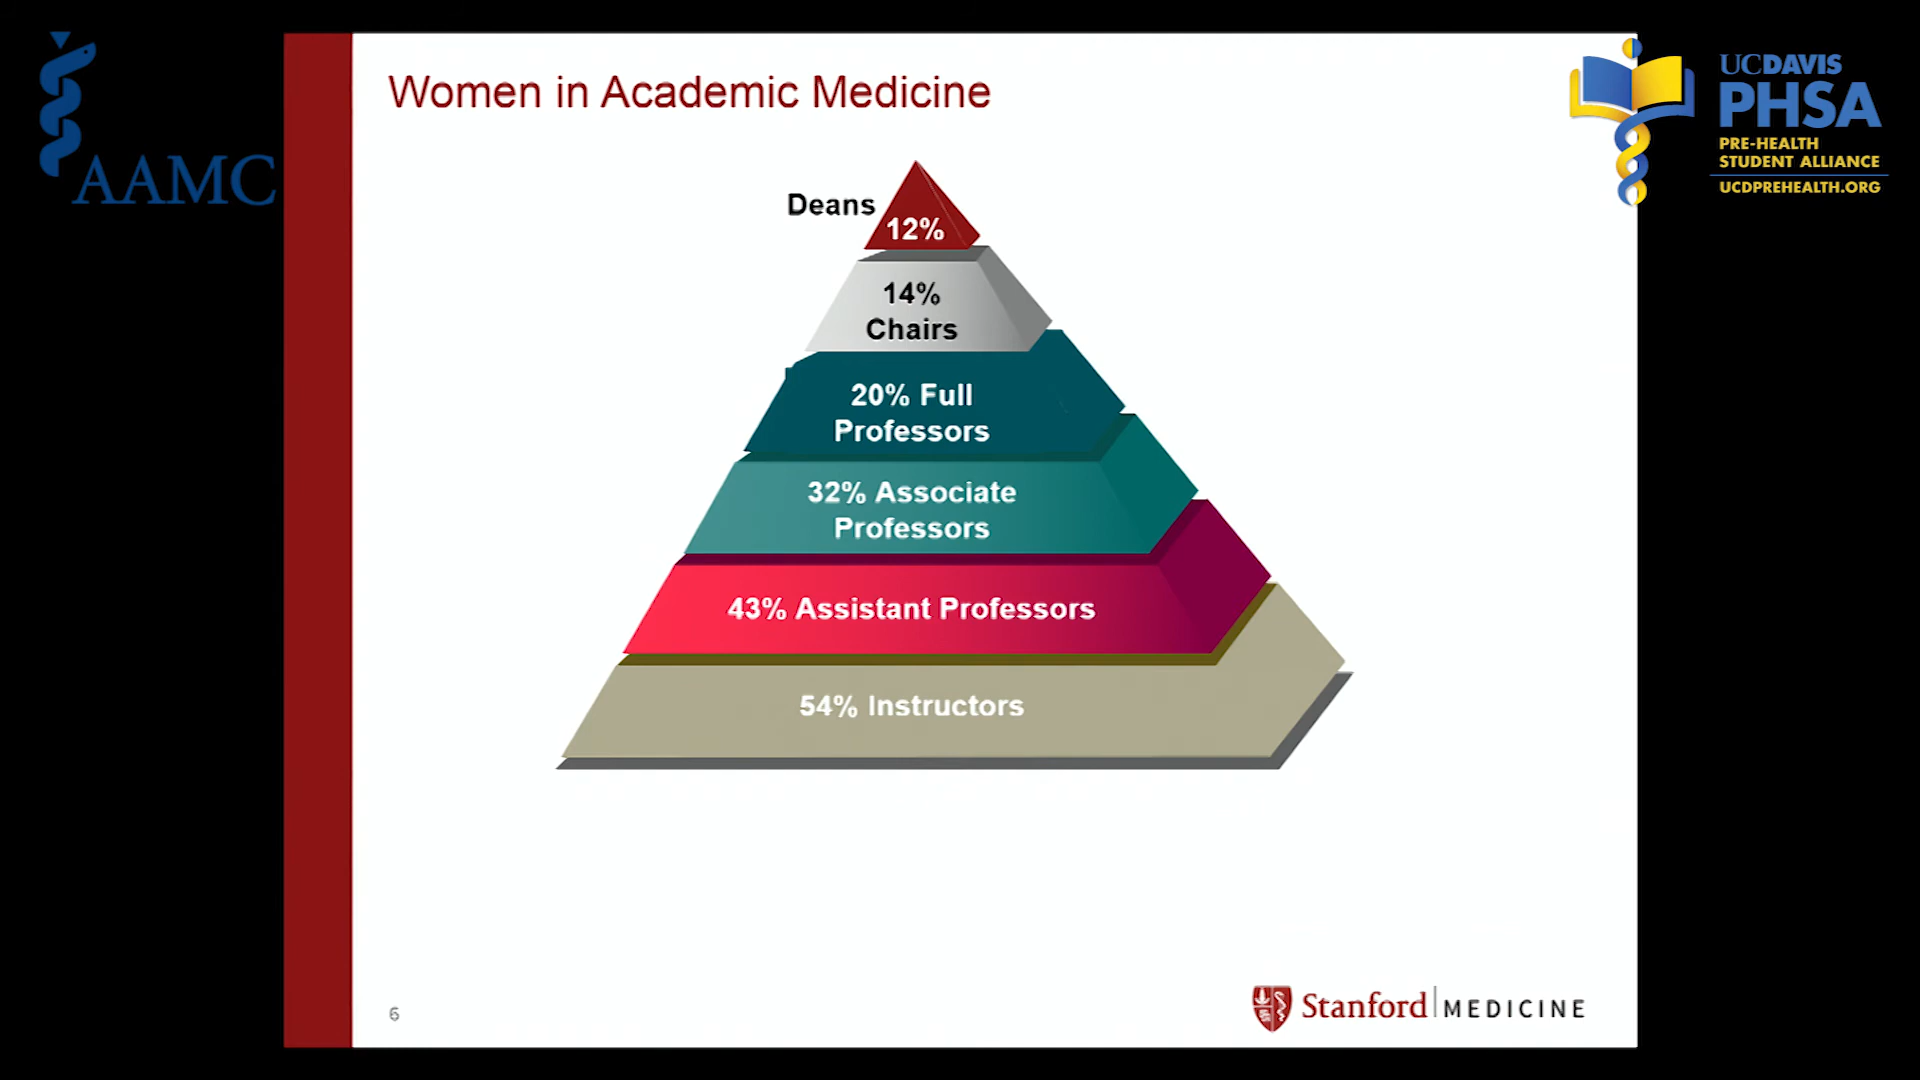 AAMC
Women in Academic Medicine
UCDAVIS
PHSA
PRE-HEALTH
STUDENT ALLIANCE
UCDPREHEALTH.ORG
Deans
12%
14%
Chairs
20% Full
Professors
32% Associate
Professors
43% Assistant Professors
54% Instructors
6
Stanford MEDICINE